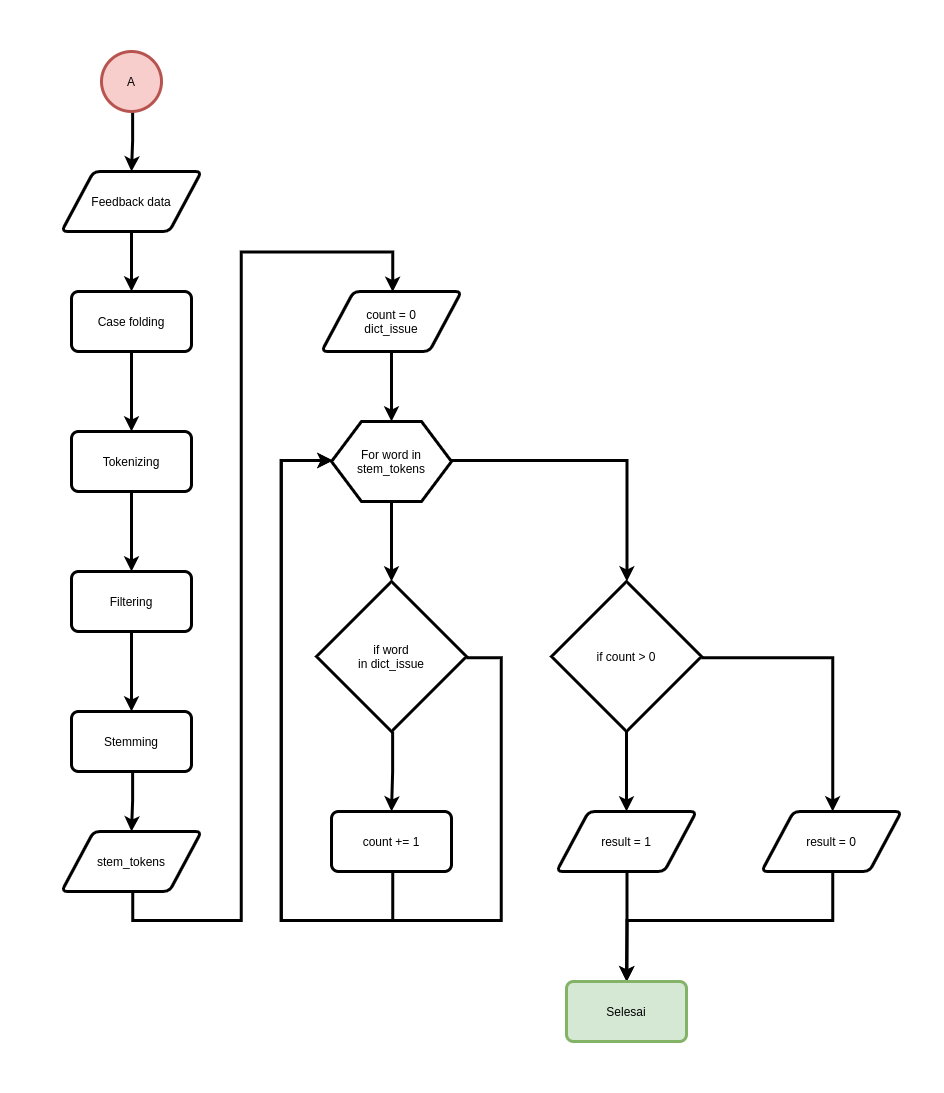 A
Feedback data
Case folding
Tokenizing
Filtering
Stemming
stem_tokens
count = 0
dict_issue
For word in
stem_tokens
if word
in dict_issue
count += 1
if count > 0
result = 1
result = 0
Selesai